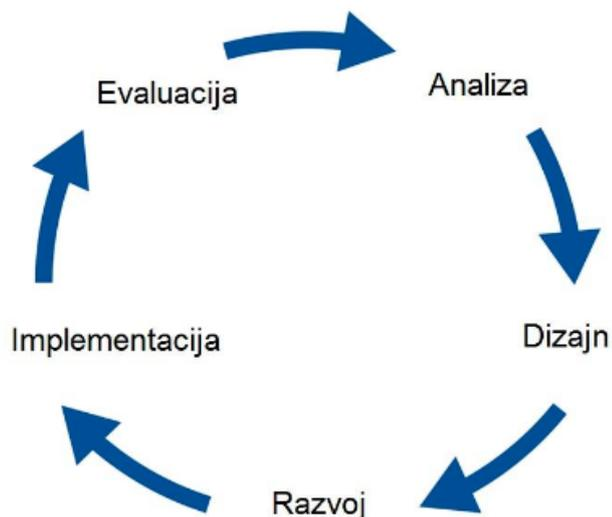 Evaluacija
Analiza
Implementacija
Dizajn
Razvoj